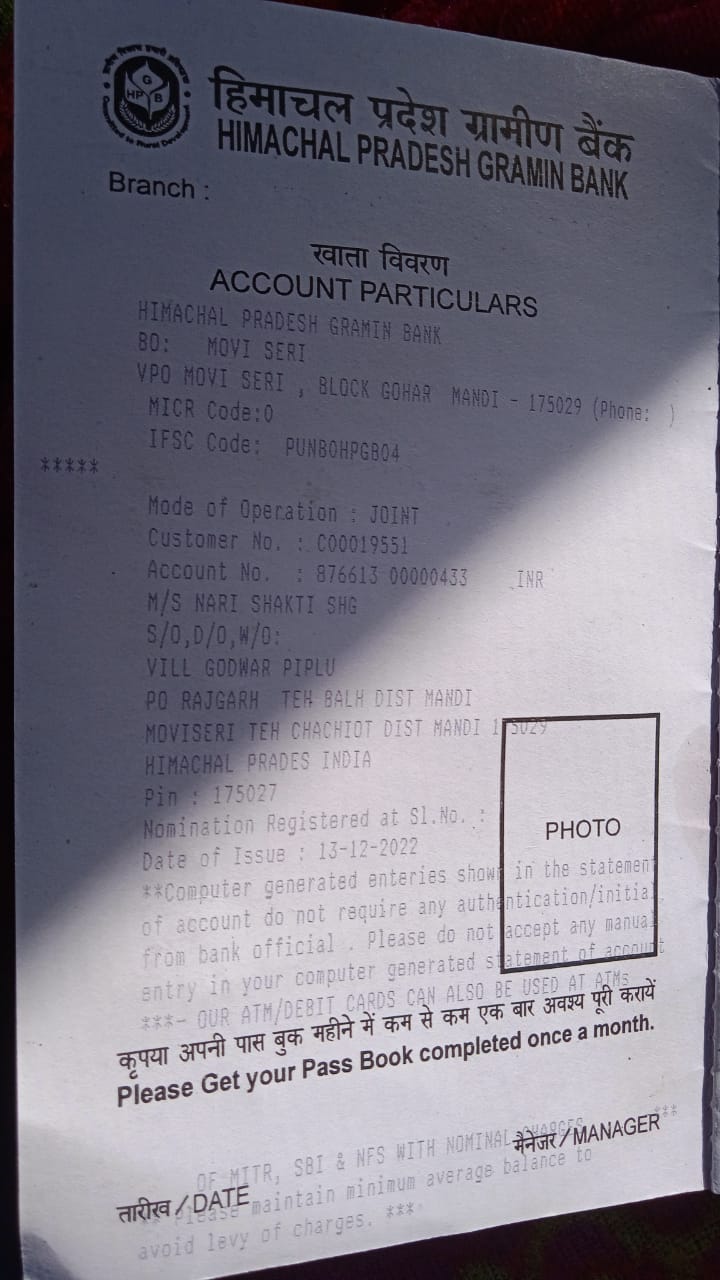 G
HPB
हिमाचल प्रदेश ग्रामीण बैंक
HIMACHAL PRADESH GRAMIN BANK
Branch :
खाता विवरण
ACCOUNT PARTICULARS
HIMACHAL PRADESH GRAMIN BANK
BO: MOVI SERI
VPO MOVI SERI , BLOCK GOHAR MANDI - 175029 (Phone: )
MICR Code:0
IFSC Code: PUNB0HPGB04
*****
Mode of Operation : JOINT
Customer No. : C00019551
Account No. : 876613 00000433 INR
M/S NARI SHAKTI SHG
S/O,D/O,W/O:
VILL GODWAR PIPLU
PO RAJGARH TEH BALH DIST MANDI
MOVISERI TEH CHACHIOT DIST MANDI 175029
HIMACHAL PRADES INDIA
Pin : 175027
Nomination Registered at Sl.No. :
Date of Issue : 13-12-2022
PHOTO
**Computer generated enteries shown in the statement
of account do not require any authentication/initial
from bank official . Please do not accept any manual
entry in your computer generated statement of account
***- OUR ATM/DEBIT CARDS CAN ALSO BE USED AT ATMs
कृपया अपनी पास बुक महीने में कम से कम एक बार अवश्य पूरी करायें
Please Get your Pass Book completed once a month.
OF MITR, SBI & NFS WITH NOMINAL CHARGES ***
मैनेजर/MANAGER
तारीख/DATE
** Please maintain minimum average balance to
avoid levy of charges. ***